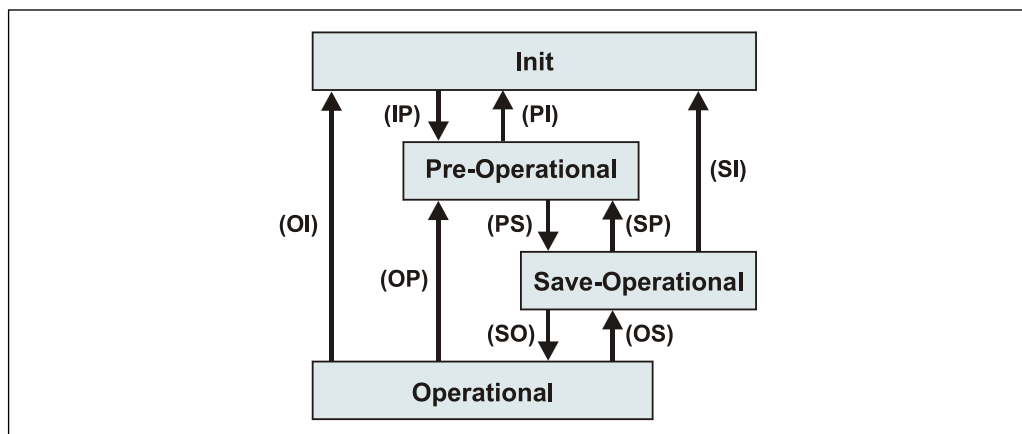 Init
(IP)
(PI)
Pre-Operational
(SI)
(OI)
(PS)
(SP)
(OP)
Save-Operational
(SO)
(OS)
Operational